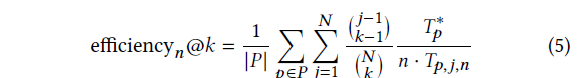 efficiency_n@k = \frac{1}{|P|} \sum_{p \in P} \sum_{j=1}^{N} \frac{\binom{j-1}{k-1}}{\binom{N}{k}} \frac{T_p^*}{n \cdot T_{p,j,n}} (5)